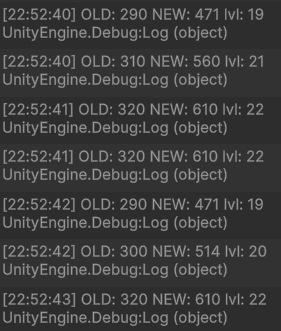 [22:52:40] OLD: 290 NEW: 471 lvl: 19
UnityEngine.Debug:Log (object)
[22:52:40] OLD: 310 NEW: 560 lvl: 21
UnityEngine.Debug:Log (object)
[22:52:41] OLD: 320 NEW: 610 lvl: 22
UnityEngine.Debug:Log (object)
[22:52:41] OLD: 320 NEW: 610 lvl: 22
UnityEngine.Debug:Log (object)
[22:52:42] OLD: 290 NEW: 471 lvl: 19
UnityEngine.Debug:Log (object)
[22:52:42] OLD: 300 NEW: 514 lvl: 20
UnityEngine.Debug:Log (object)
[22:52:43] OLD: 320 NEW: 610 lvl: 22
UnityEngine.Debug:Log (object)